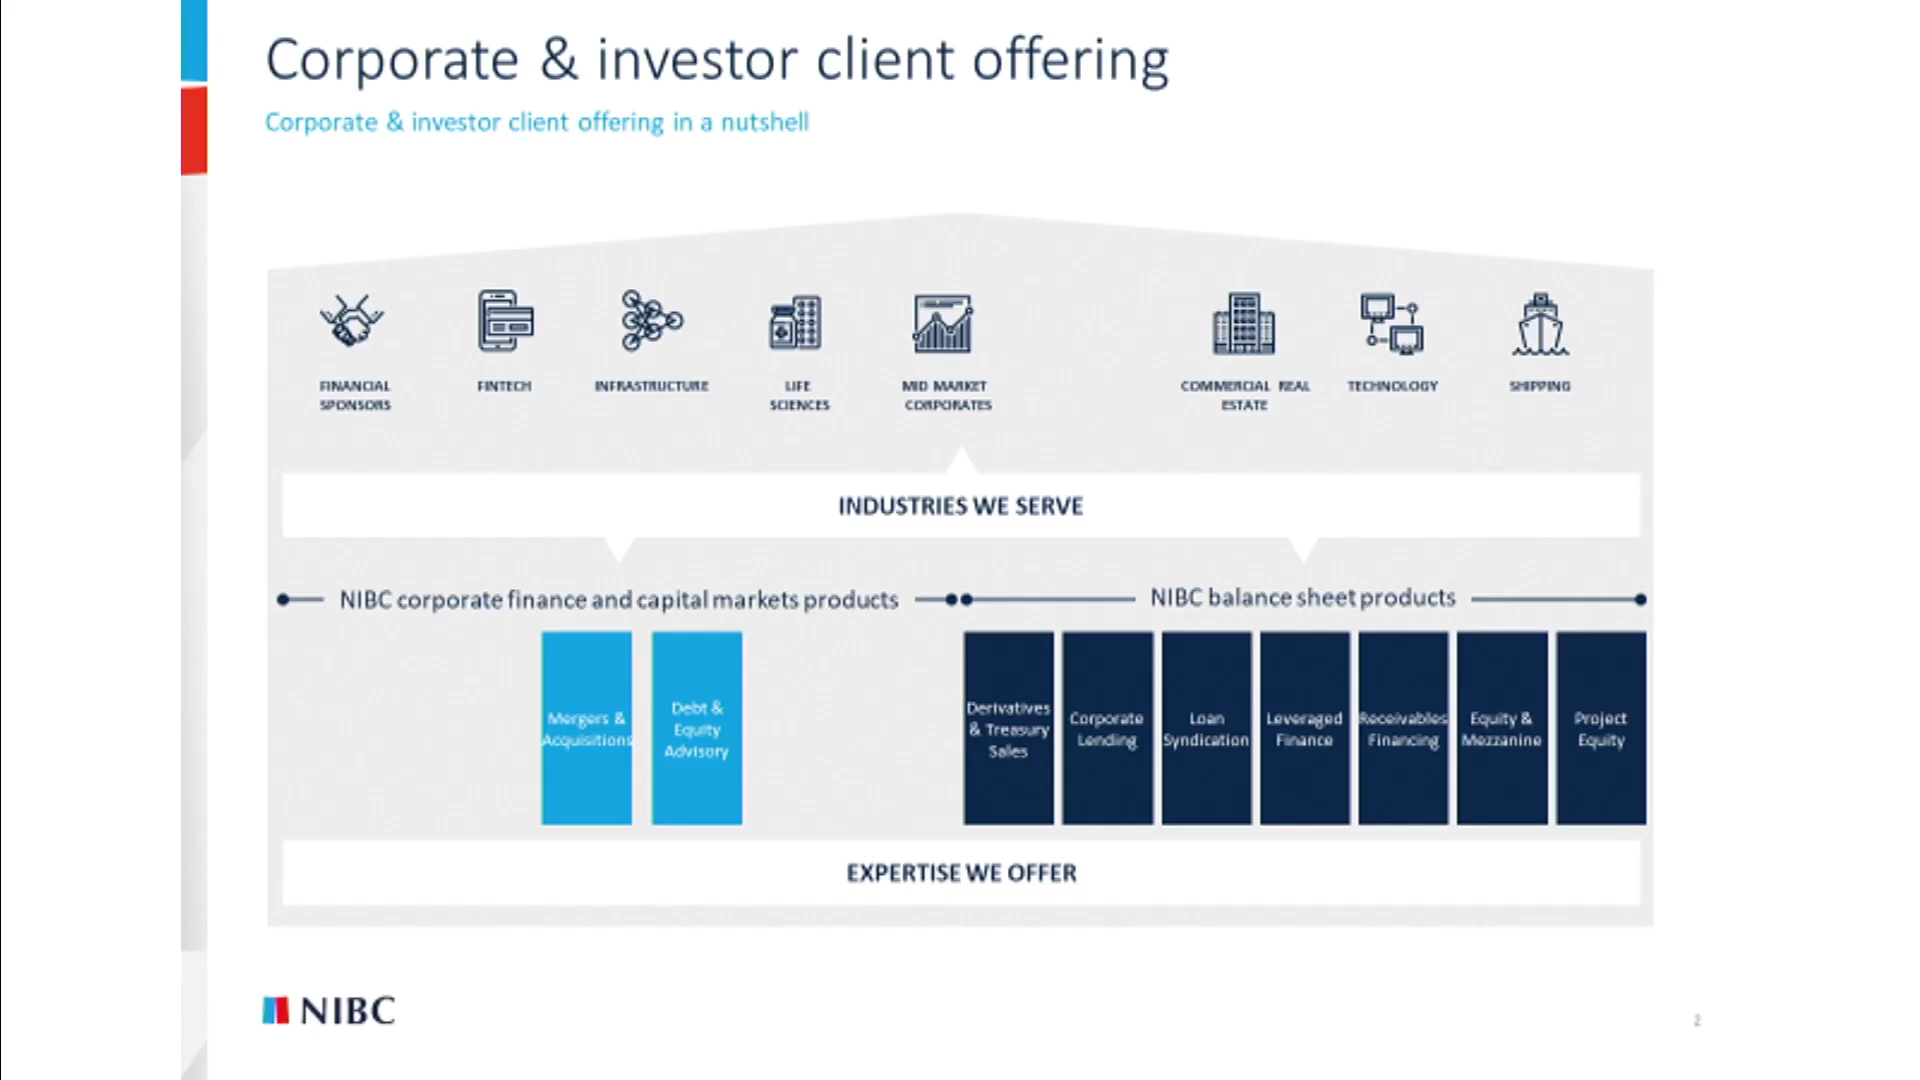 Corporate & investor client offering
Corporate & investor client offering in a nutshell
FINANCIAL
SPONSORS
FINTECH
INFRASTRUCTURE
LIFE
SCIENCES
MID MARKET
CORPORATES
COMMERCIAL REAL
ESTATE
TECHNOLOGY
SHIPPING
INDUSTRIES WE SERVE
NIBC corporate finance and capital markets products
NIBC balance sheet products
Mergers &
Acquisitions
Debt &
Equity
Advisory
Derivatives
& Treasury
Sales
Corporate
Lending
Loan
Syndication
Leveraged
Finance
Receivables
Financing
Equity &
Mezzanine
Project
Equity
EXPERTISE WE OFFER
NIBC
2